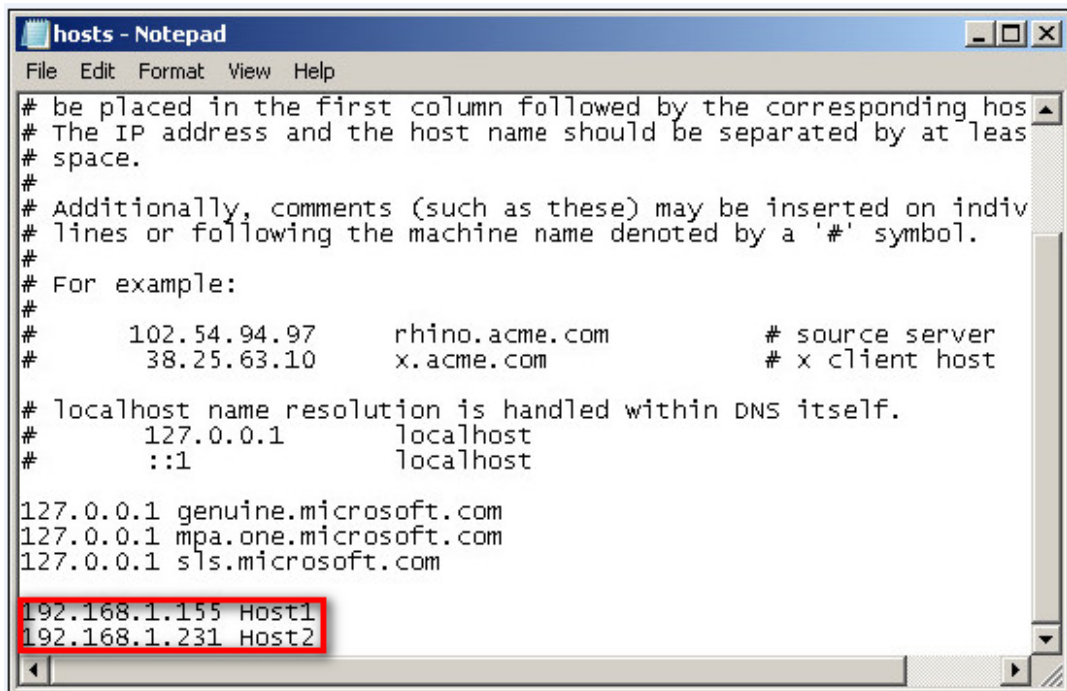 hosts - Notepad
File Edit Format View Help
# be placed in the first column followed by the corresponding hos
# The IP address and the host name should be separated by at leas
# space.
#
# Additionally, comments (such as these) may be inserted on indiv
# lines or following the machine name denoted by a '#' symbol.
#
# For example:
#
# 102.54.94.97 rhino.acme.com # source server
# 38.25.63.10 x.acme.com # x client host
# localhost name resolution is handled within DNS itself.
# 127.0.0.1 localhost
# ::1 localhost
127.0.0.1 genuine.microsoft.com
127.0.0.1 mpa.one.microsoft.com
127.0.0.1 sls.microsoft.com
192.168.1.155 Host1
192.168.1.231 Host2